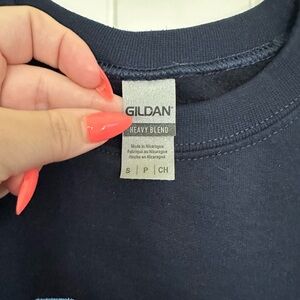 GILDAN
HEAVY BLEND
Made in Nicaragua
Fabriqué au Nicaragua
Hecho en Nicaragua
S | P | CH